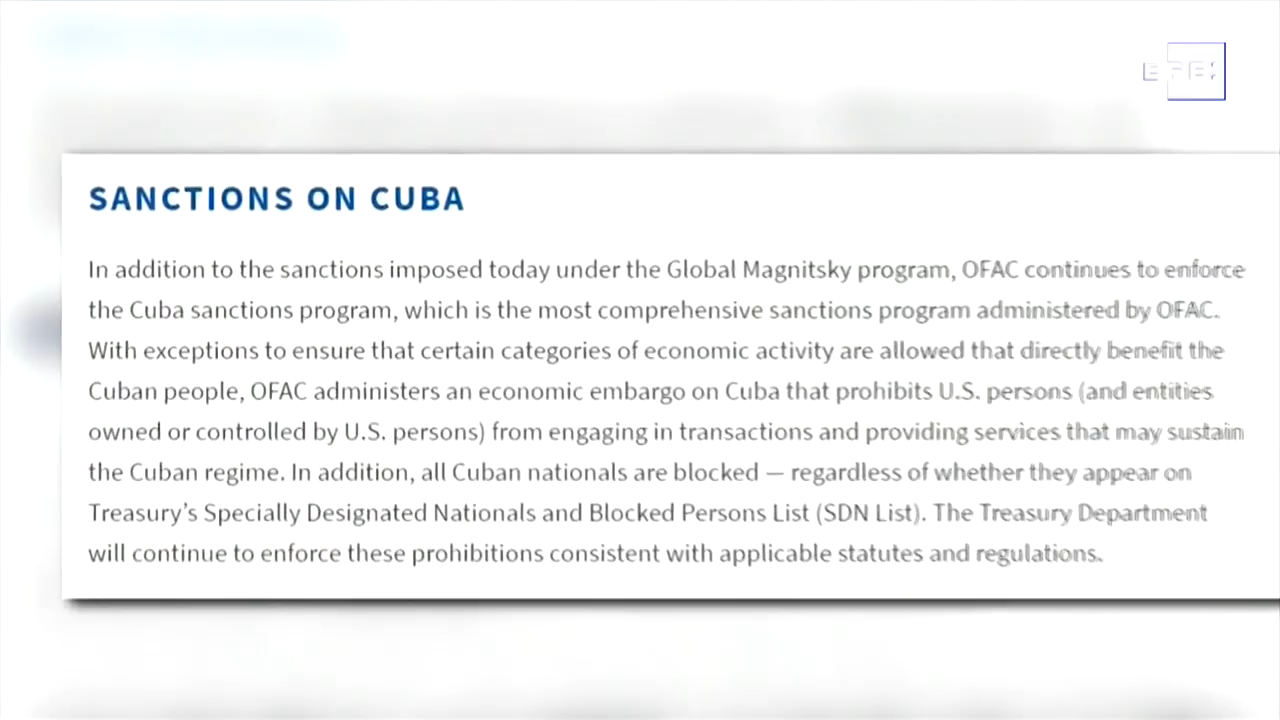 EFE:
SANCTIONS ON CUBA
In addition to the sanctions imposed today under the Global Magnitsky program, OFAC continues to enforce
the Cuba sanctions program, which is the most comprehensive sanctions program administered by OFAC.
With exceptions to ensure that certain categories of economic activity are allowed that directly benefit the
Cuban people, OFAC administers an economic embargo on Cuba that prohibits U.S. persons (and entities
owned or controlled by U.S. persons) from engaging in transactions and providing services that may sustain
the Cuban regime. In addition, all Cuban nationals are blocked — regardless of whether they appear on
Treasury’s Specially Designated Nationals and Blocked Persons List (SDN List). The Treasury Department
will continue to enforce these prohibitions consistent with applicable statutes and regulations.